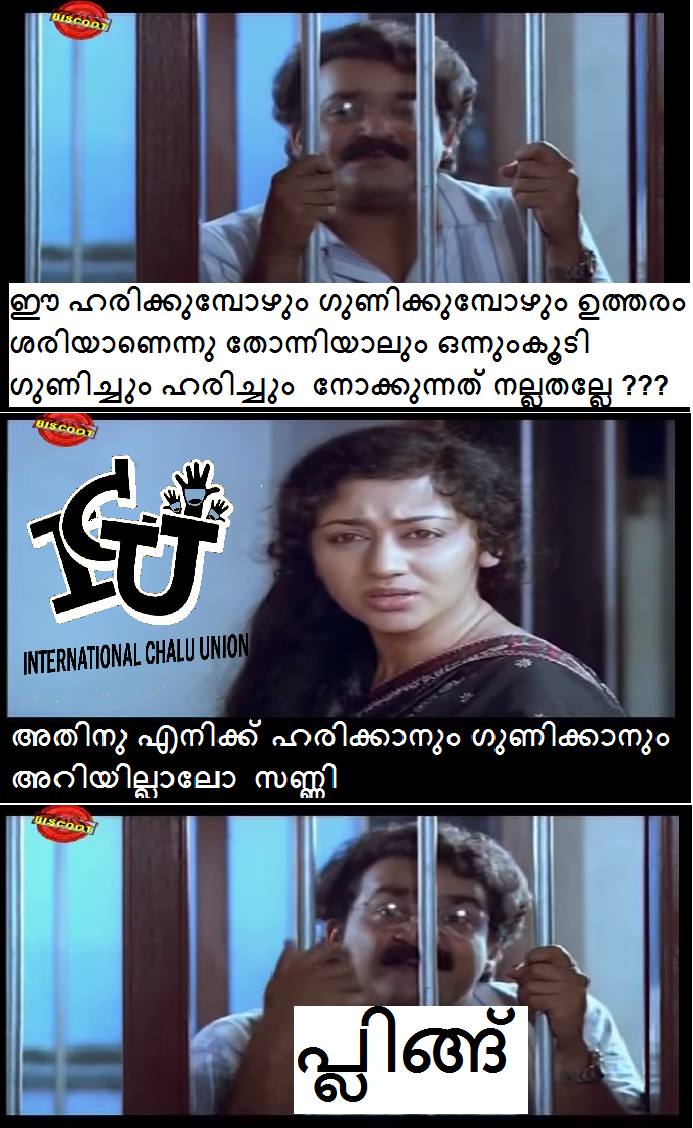 BISCOOT
ഈ ഹരിക്കുമ്പോഴും ഗുണിക്കുമ്പോഴും ഉത്തരം
ശരിയാണെന്നു തോന്നിയാലും ഒന്നുംകൂടി
ഗുണിച്ചും ഹരിച്ചും നോക്കുന്നത് നല്ലതല്ലേ ???
BISCOOT
ICU
INTERNATIONAL CHALU UNION
അതിനു എനിക്ക് ഹരിക്കാനും ഗുണിക്കാനും
അറിയില്ലാലോ സണ്ണി
BISCOOT
പ്ലിങ്ങ്